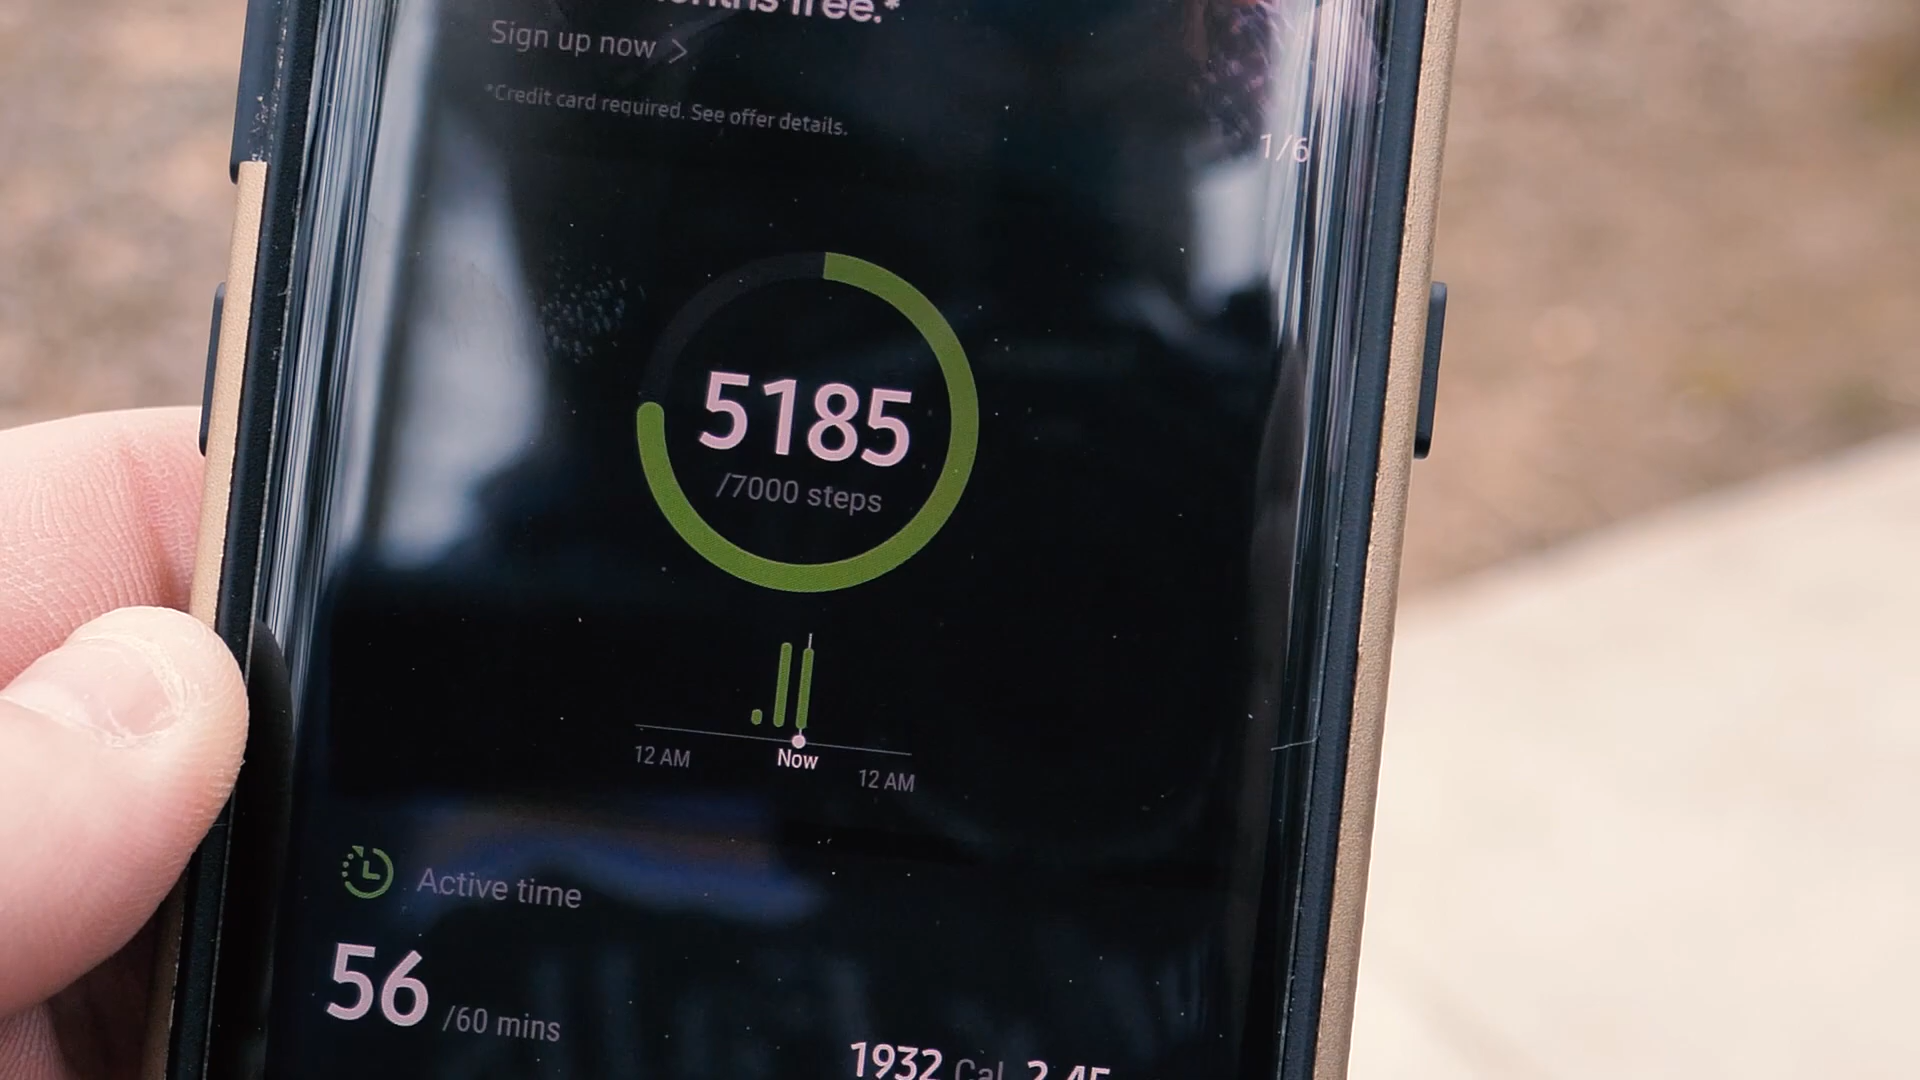 free.*
Sign up now >
*Credit card required. See offer details.
1/6
5185
/7000 steps
12 AM
Now
12 AM
Active time
56 /60 mins
1932 Cal